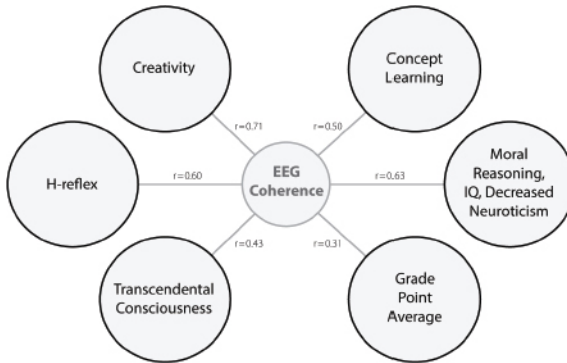 Creativity
Concept
Learning
r=0.71
r=0.50
H-reflex
r=0.60
EEG
Coherence
r=0.63
Moral
Reasoning,
IQ, Decreased
Neuroticism
r=0.43
r=0.31
Transcendental
Consciousness
Grade
Point
Average